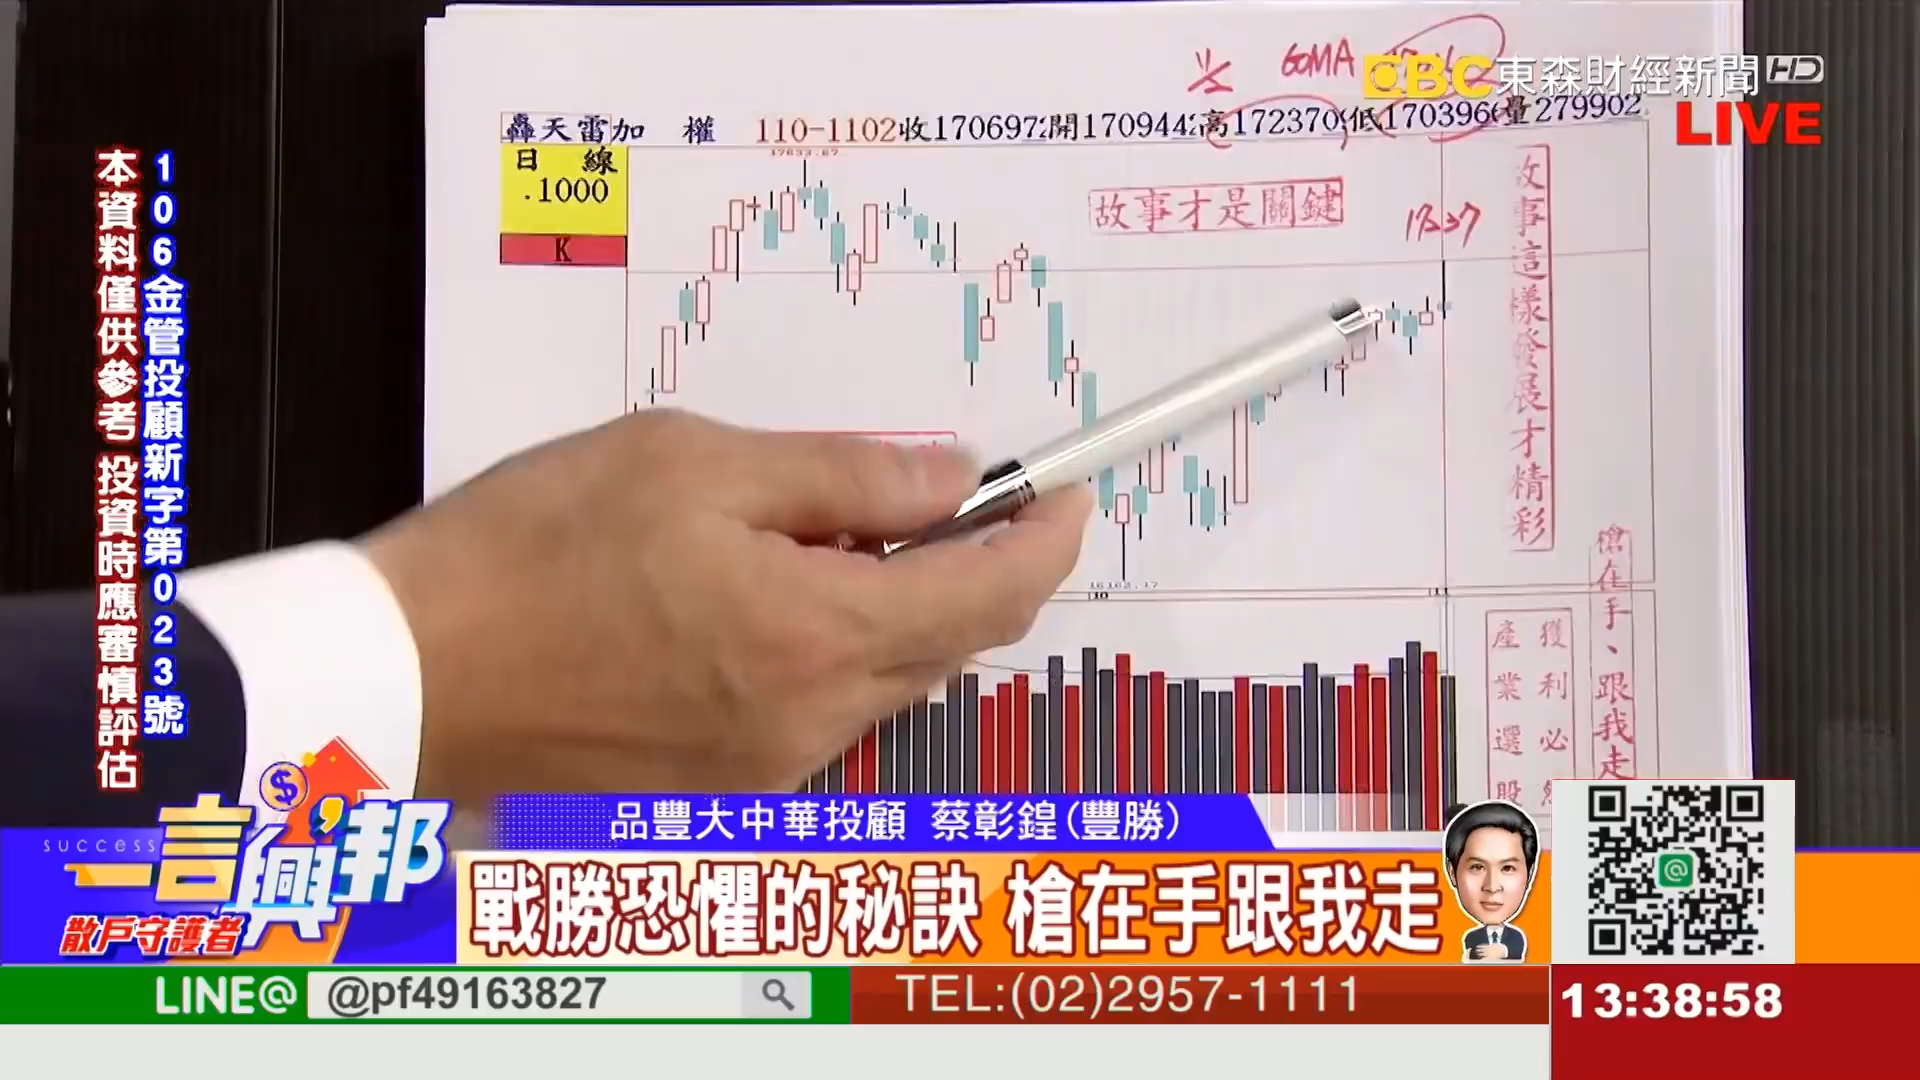 11/2
60MA
EBC 東森財經新聞 HD
LIVE
轟天雷加 權 110-1102收170697開170944高172370低170396量279902
日 線
.1000
K
17633.67
故事才是關鍵
17237
故事這樣發展才精彩
槍在手、跟我走
獲利必
產業選股
16162.17
10
11
106金管投顧新字第023號
本資料僅供參考 投資時應審慎評估
success
一言興邦
散戶守護者
品豐大中華投顧 蔡彰鍠(豐勝)
戰勝恐懼的秘訣 槍在手跟我走
LINE@ @pf49163827
TEL:(02)2957-1111
13:38:58